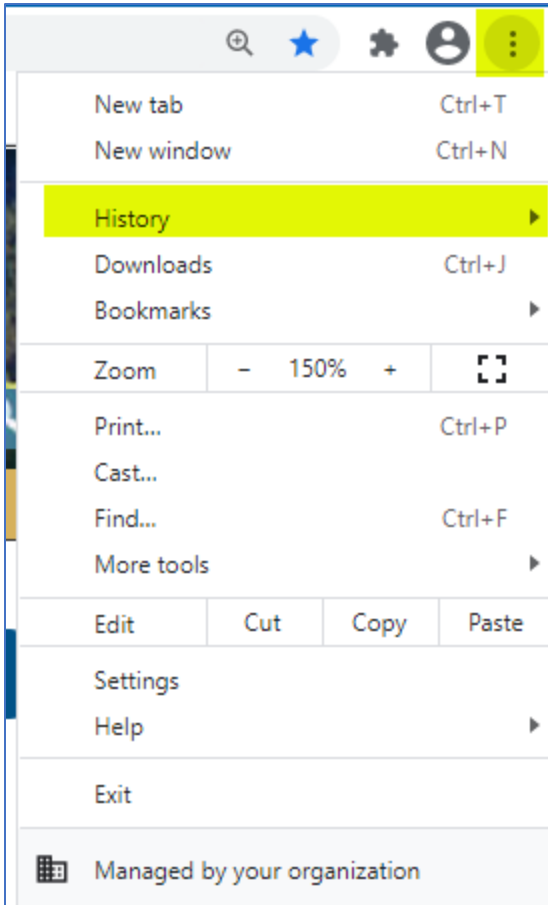 New tab Ctrl+T
New window Ctrl+N
History
Downloads Ctrl+J
Bookmarks
Zoom - 150% +
Print... Ctrl+P
Cast...
Find... Ctrl+F
More tools
Edit Cut Copy Paste
Settings
Help
Exit
Managed by your organization